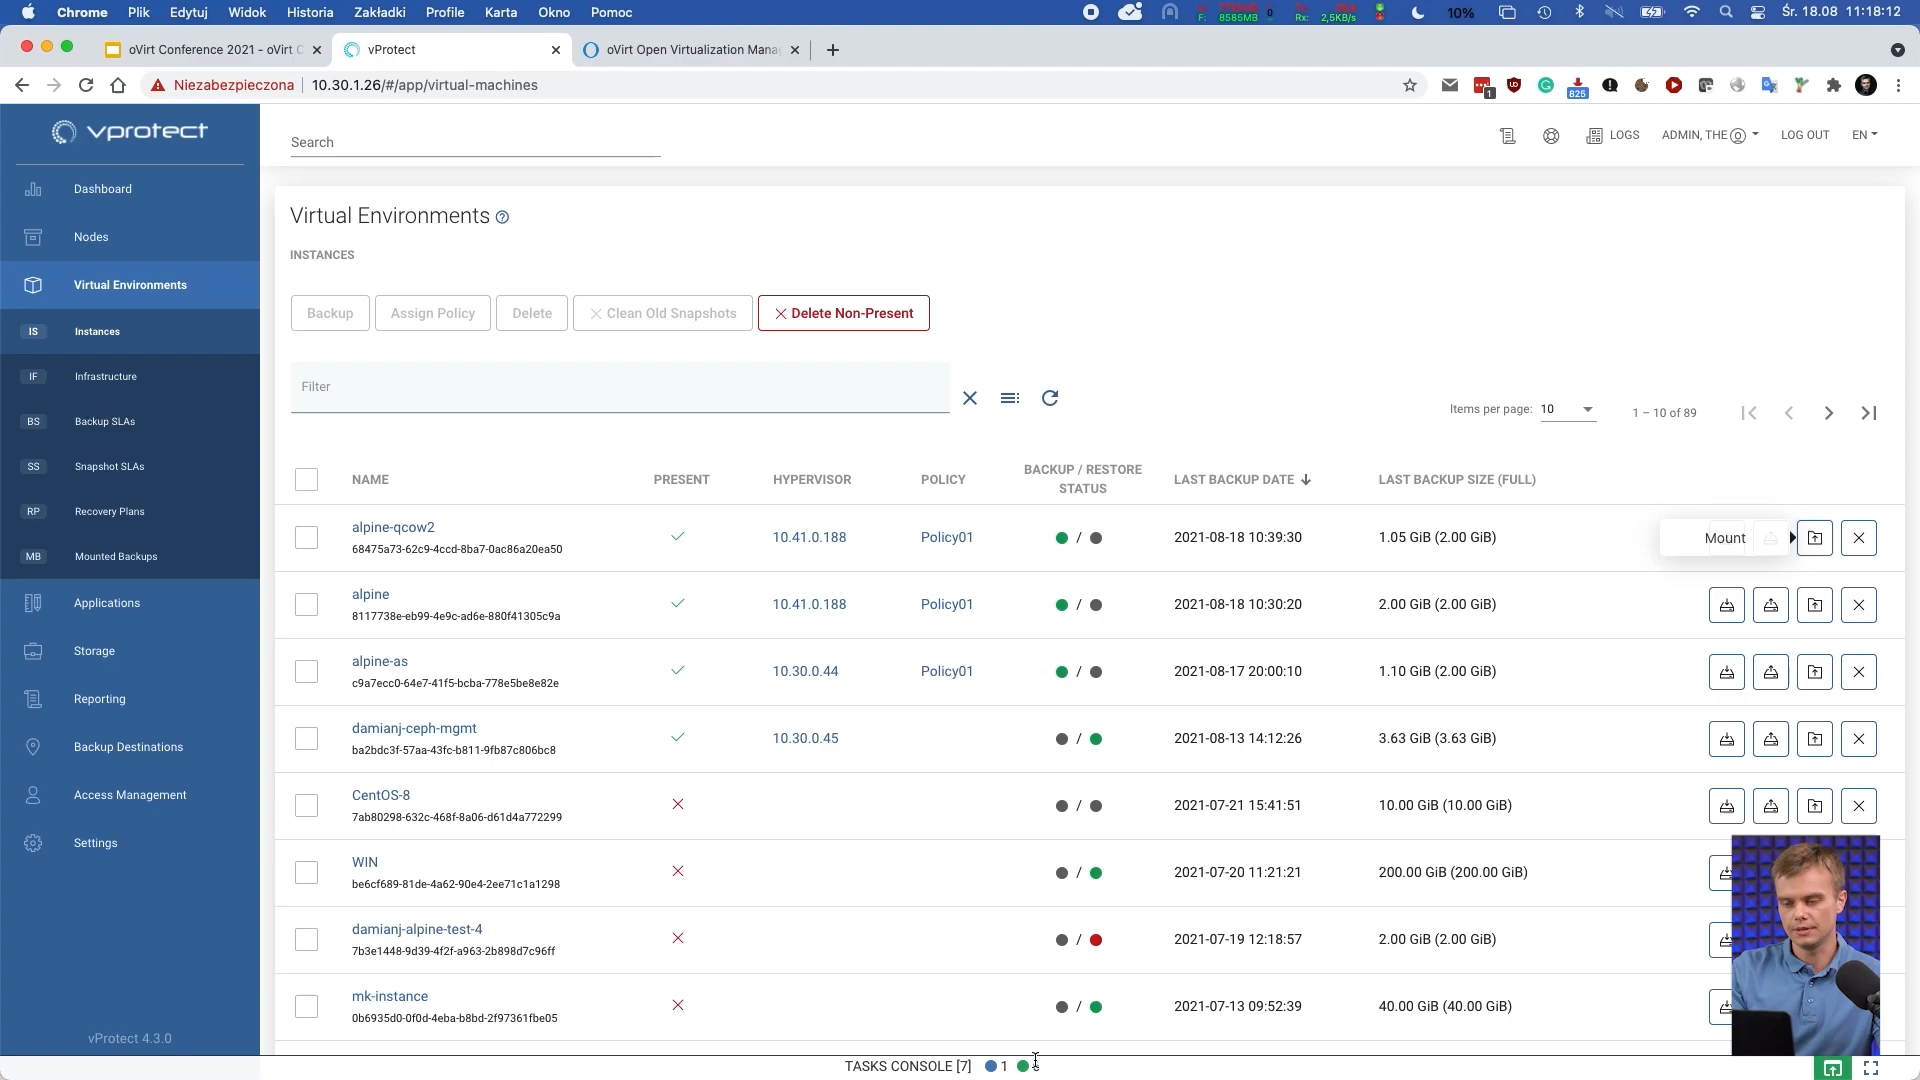 Chrome Plik Edytuj Widok Historia Zakładki Profile Karta Okno Pomoc
F: 8585MB 0 Rx: 2,5KB/s 10% Śr. 18.08 11:18:12
oVirt Conference 2021 - oVirt C
vProtect
oVirt Open Virtualization Mana
Niezabezpieczona 10.30.1.26/#/app/virtual-machines
1
825
vprotect
Search
LOGS ADMIN, THE LOG OUT EN
Dashboard
Nodes
Virtual Environments
IS Instances
IF Infrastructure
BS Backup SLAs
SS Snapshot SLAs
RP Recovery Plans
MB Mounted Backups
Applications
Storage
Reporting
Backup Destinations
Access Management
Settings
vProtect 4.3.0
Virtual Environments
INSTANCES
Backup Assign Policy Delete Clean Old Snapshots Delete Non-Present
Filter
Items per page: 10 1 – 10 of 89
NAME PRESENT HYPERVISOR POLICY BACKUP / RESTORE STATUS LAST BACKUP DATE LAST BACKUP SIZE (FULL)
alpine-qcow2 10.41.0.188 Policy01 / 2021-08-18 10:39:30 1.05 GiB (2.00 GiB) Mount
68475a73-62c9-4ccd-8ba7-0ac86a20ea50
alpine 10.41.0.188 Policy01 / 2021-08-18 10:30:20 2.00 GiB (2.00 GiB)
8117738e-eb99-4e9c-ad6e-880f41305c9a
alpine-as 10.30.0.44 Policy01 / 2021-08-17 20:00:10 1.10 GiB (2.00 GiB)
c9a7ecc0-64e7-41f5-bcba-778e5be8e82e
damianj-ceph-mgmt 10.30.0.45 / 2021-08-13 14:12:26 3.63 GiB (3.63 GiB)
ba2bdc3f-57aa-43fc-b811-9fb87c806bc8
CentOS-8 / 2021-07-21 15:41:51 10.00 GiB (10.00 GiB)
7ab80298-632c-468f-8a06-d61d4a772299
WIN / 2021-07-20 11:21:21 200.00 GiB (200.00 GiB)
be6cf689-81de-4a62-90e4-2ee71c1a1298
damianj-alpine-test-4 / 2021-07-19 12:18:57 2.00 GiB (2.00 GiB)
7b3e1448-9d39-4f2f-a963-2b898d7c96ff
mk-instance / 2021-07-13 09:52:39 40.00 GiB (40.00 GiB)
0b6935d0-0f0d-4eba-b8bd-2f97361fbe05
TASKS CONSOLE [7] 1